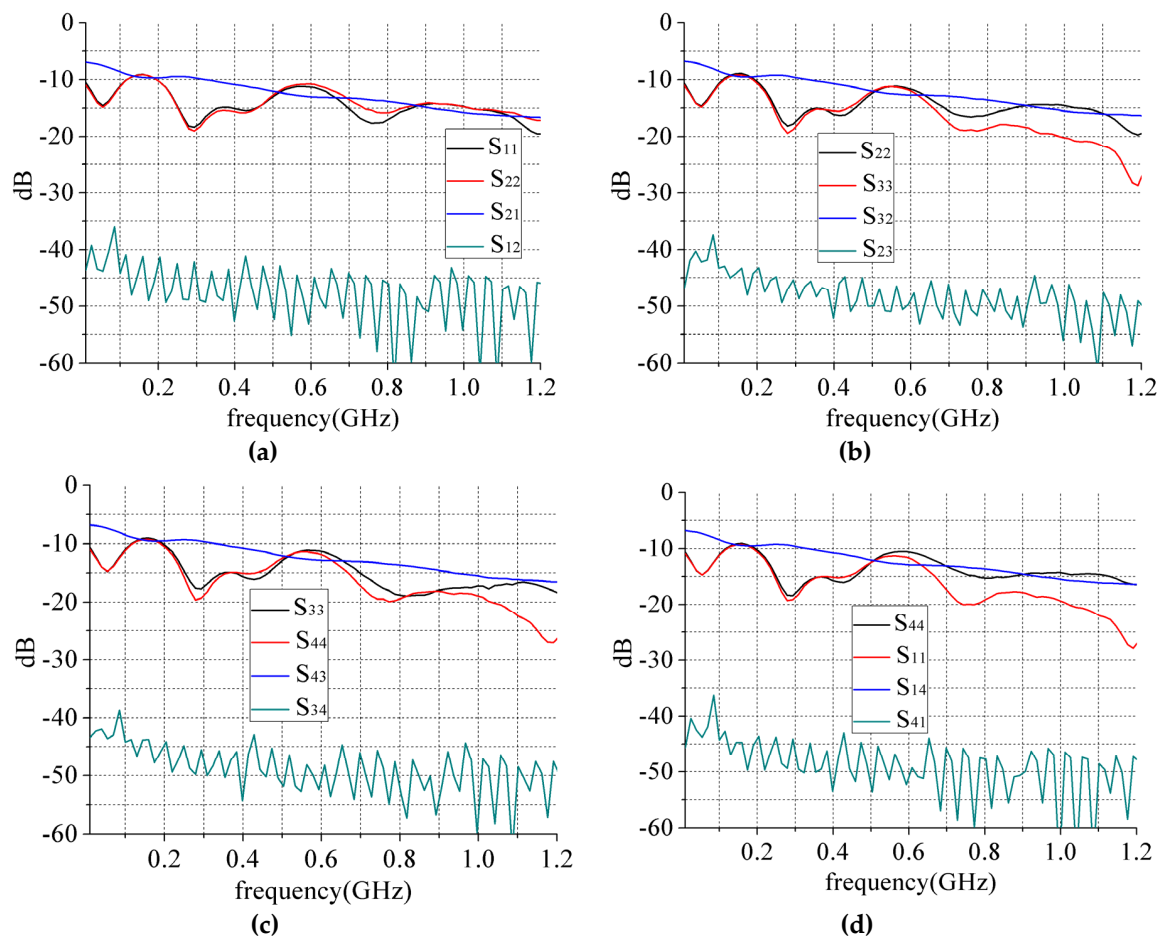 0
-10
-20
-30
-40
-50
-60
dB
S11
S22
S21
S12
0.2 0.4 0.6 0.8 1.0 1.2
frequency(GHz)
(a)
0
-10
-20
-30
-40
-50
-60
dB
S22
S33
S32
S23
0.2 0.4 0.6 0.8 1.0 1.2
frequency(GHz)
(b)
0
-10
-20
-30
-40
-50
-60
dB
S33
S44
S43
S34
0.2 0.4 0.6 0.8 1.0 1.2
frequency(GHz)
(c)
0
-10
-20
-30
-40
-50
-60
dB
S44
S11
S14
S41
0.2 0.4 0.6 0.8 1.0 1.2
frequency(GHz)
(d)